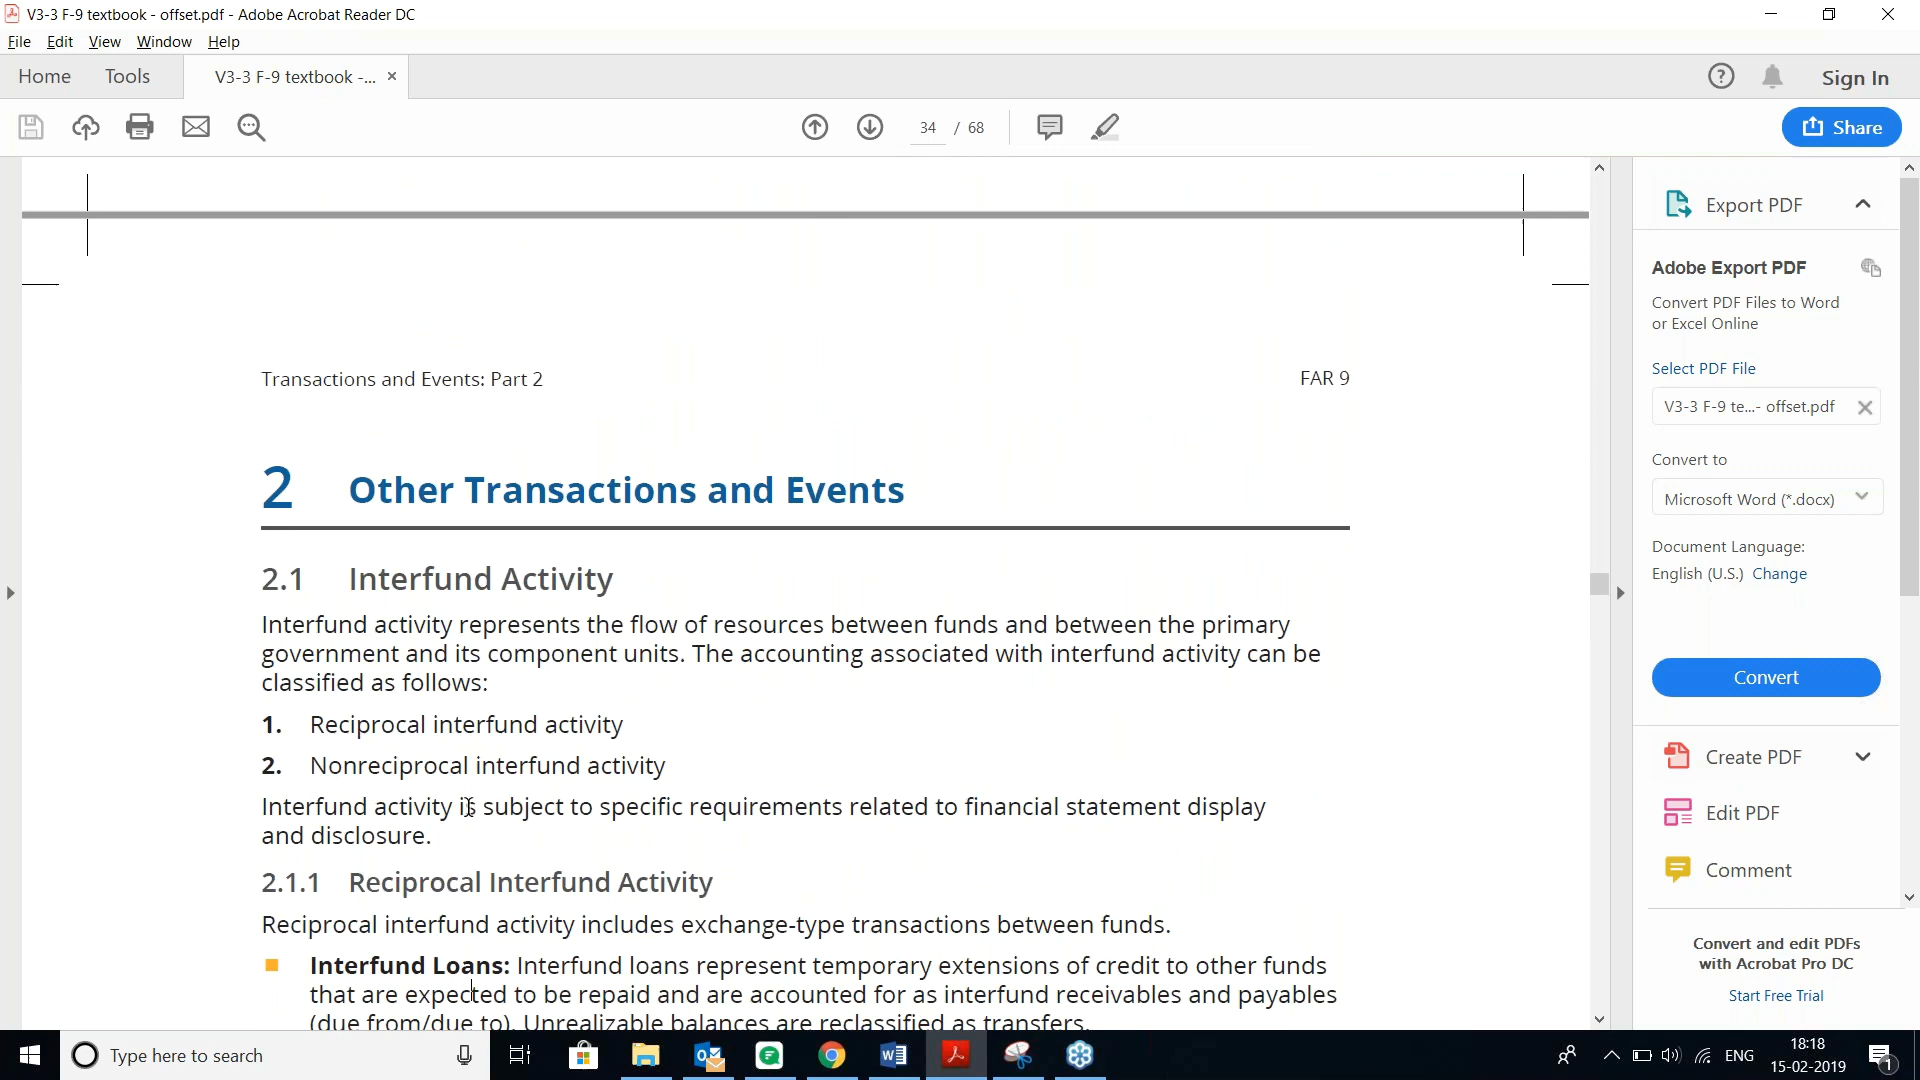 V3-3 F-9 textbook - offset.pdf - Adobe Acrobat Reader DC
File Edit View Window Help
Home Tools V3-3 F-9 textbook -... × Sign In
34 / 68 Share
Export PDF
Adobe Export PDF
Convert PDF Files to Word
or Excel Online
Select PDF File
V3-3 F-9 te...- offset.pdf
Convert to
Microsoft Word (*.docx)
Document Language:
English (U.S.) Change
Convert
Create PDF
Edit PDF
Comment
Convert and edit PDFs
with Acrobat Pro DC
Start Free Trial
Transactions and Events: Part 2 FAR 9
2 Other Transactions and Events
2.1 Interfund Activity
Interfund activity represents the flow of resources between funds and between the primary
government and its component units. The accounting associated with interfund activity can be
classified as follows:
1. Reciprocal interfund activity
2. Nonreciprocal interfund activity
Interfund activity is subject to specific requirements related to financial statement display
and disclosure.
2.1.1 Reciprocal Interfund Activity
Reciprocal interfund activity includes exchange-type transactions between funds.
Interfund Loans: Interfund loans represent temporary extensions of credit to other funds
that are expected to be repaid and are accounted for as interfund receivables and payables
(due from/due to). Unrealizable balances are reclassified as transfers.
Type here to search
ENG
18:18
15-02-2019
1